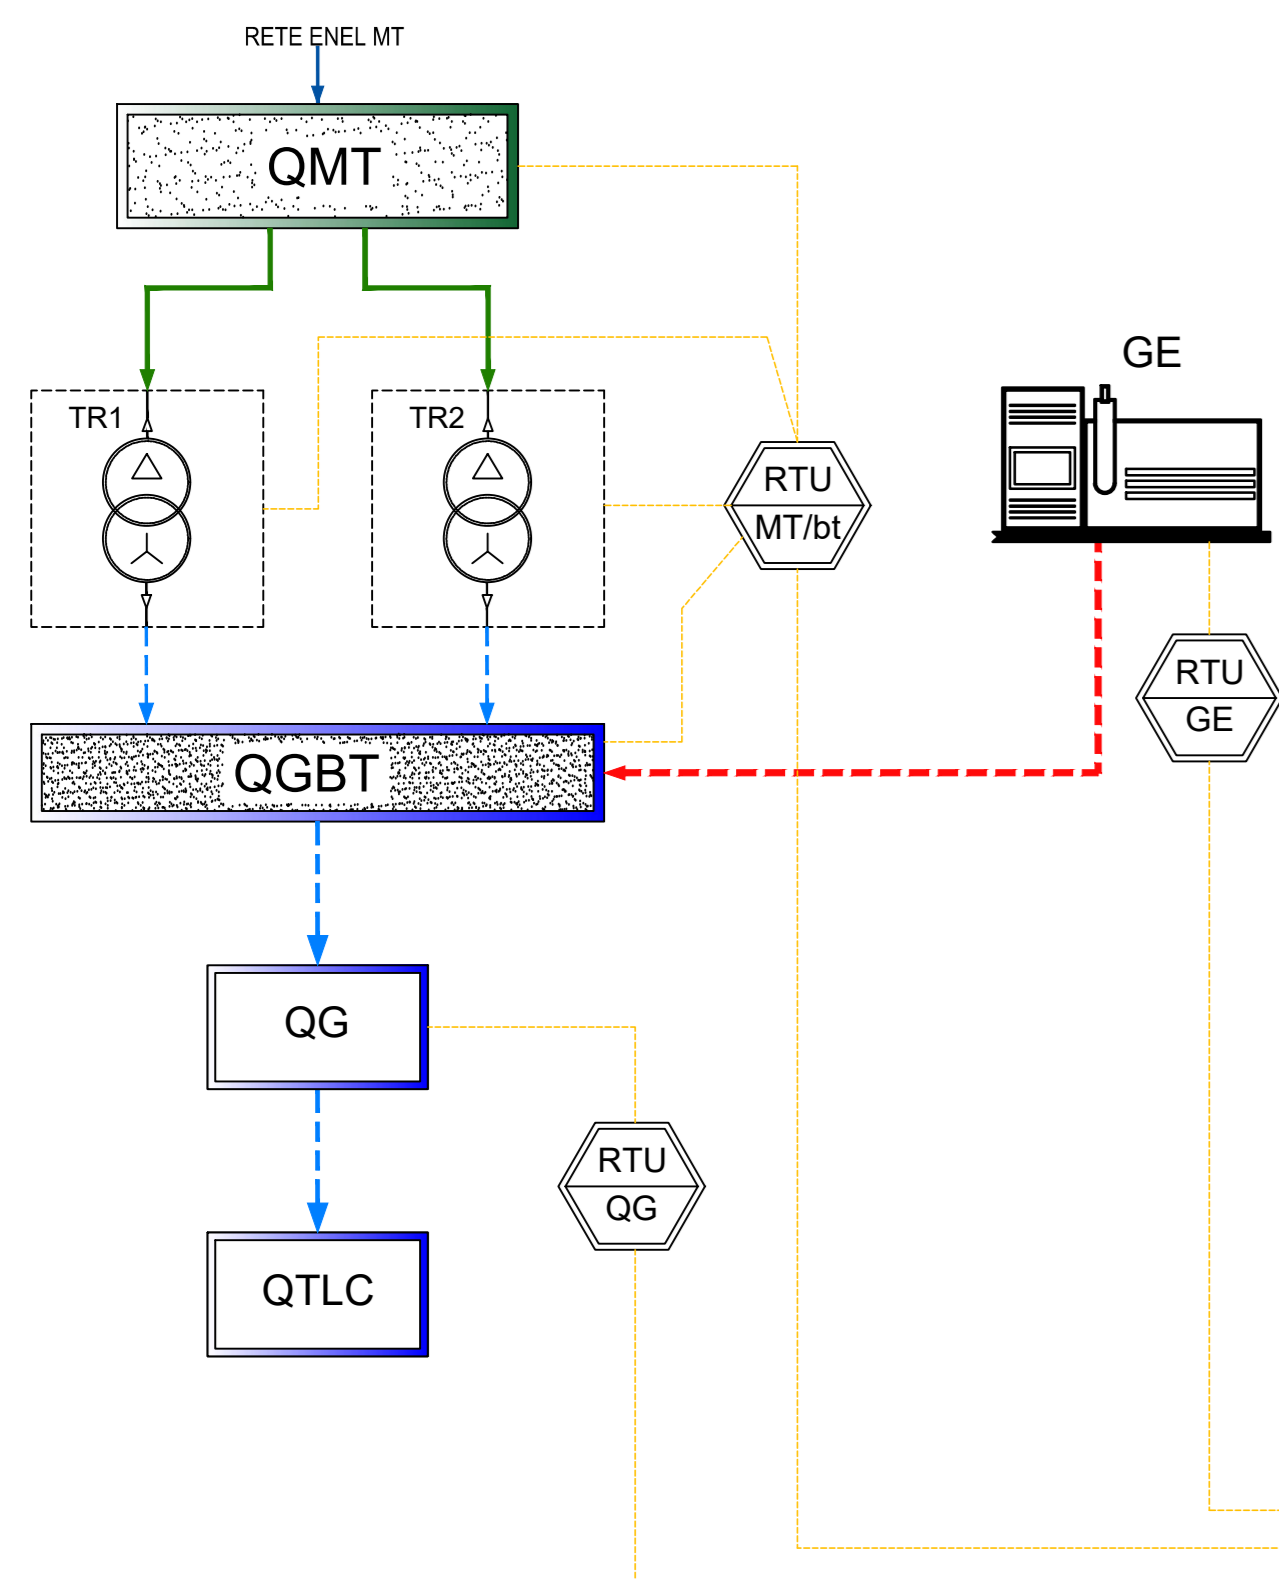 RETE ENEL MT
QMT
GE
TR1
TR2
RTU
MT/bt
RTU
GE
QGBT
QG
RTU
QG
QTLC